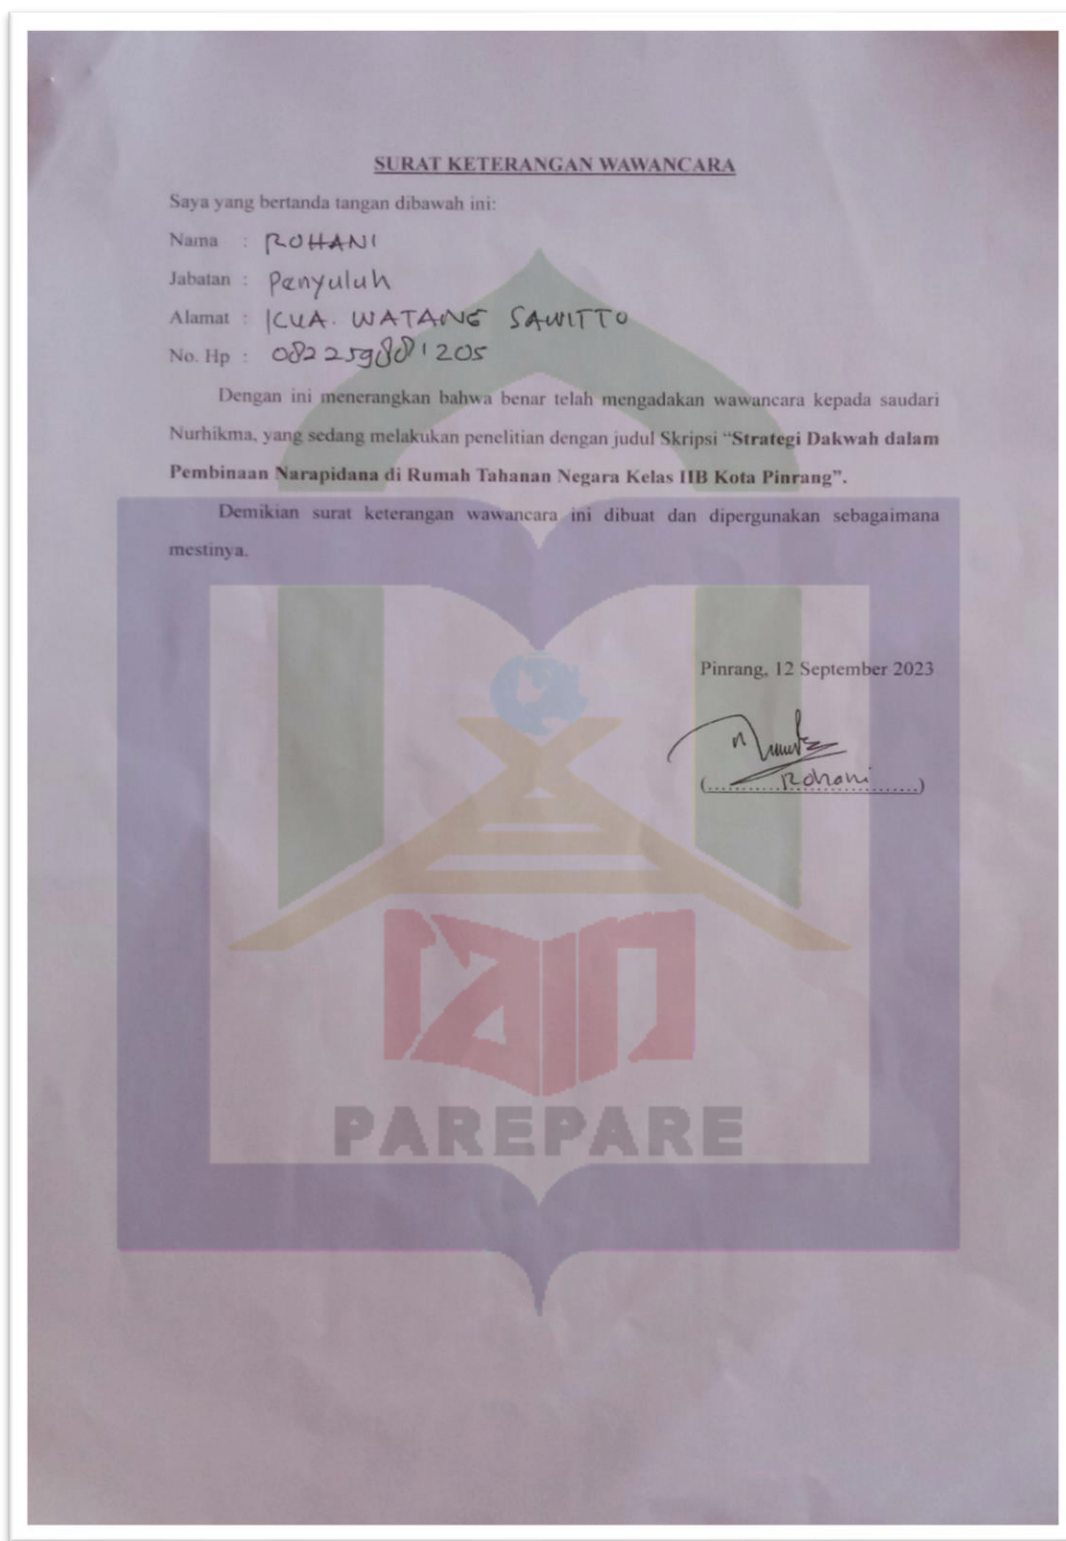 SURAT KETERANGAN WAWANCARA
Saya yang bertanda tangan dibawah ini:
Nama : ROHANI
Jabatan : Penyuluh
Alamat : KUA. WATANG SAWITTO
No. Hp : 082259881205
Dengan ini menerangkan bahwa benar telah mengadakan wawancara kepada saudari
Nurhikma, yang sedang melakukan penelitian dengan judul Skripsi “Strategi Dakwah dalam
Pembinaan Narapidana di Rumah Tahanan Negara Kelas IIB Kota Pinrang”.
Demikian surat keterangan wawancara ini dibuat dan dipergunakan sebagaimana
mestinya.
Pinrang, 12 September 2023
(...........Rohani...........)
iain
PAREPARE